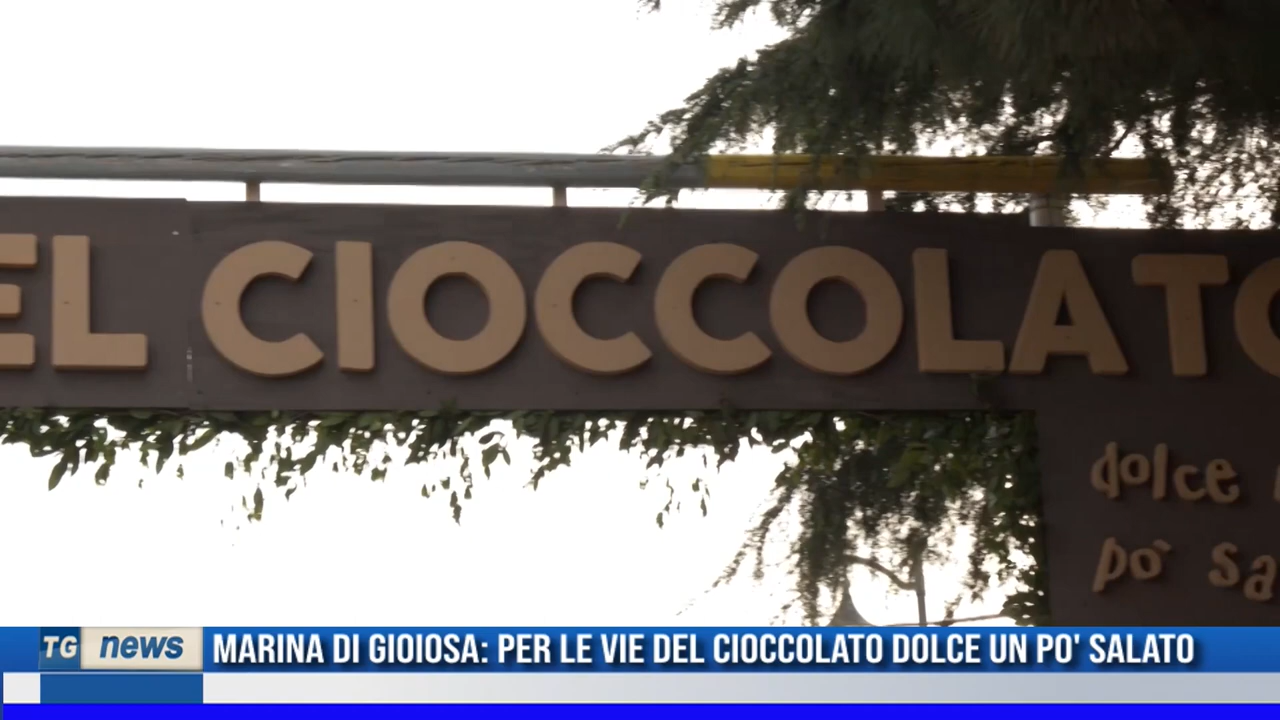 EL CIOCCOLATO
dolce
po' sa
TG news
MARINA DI GIOIOSA: PER LE VIE DEL CIOCCOLATO DOLCE UN PO' SALATO